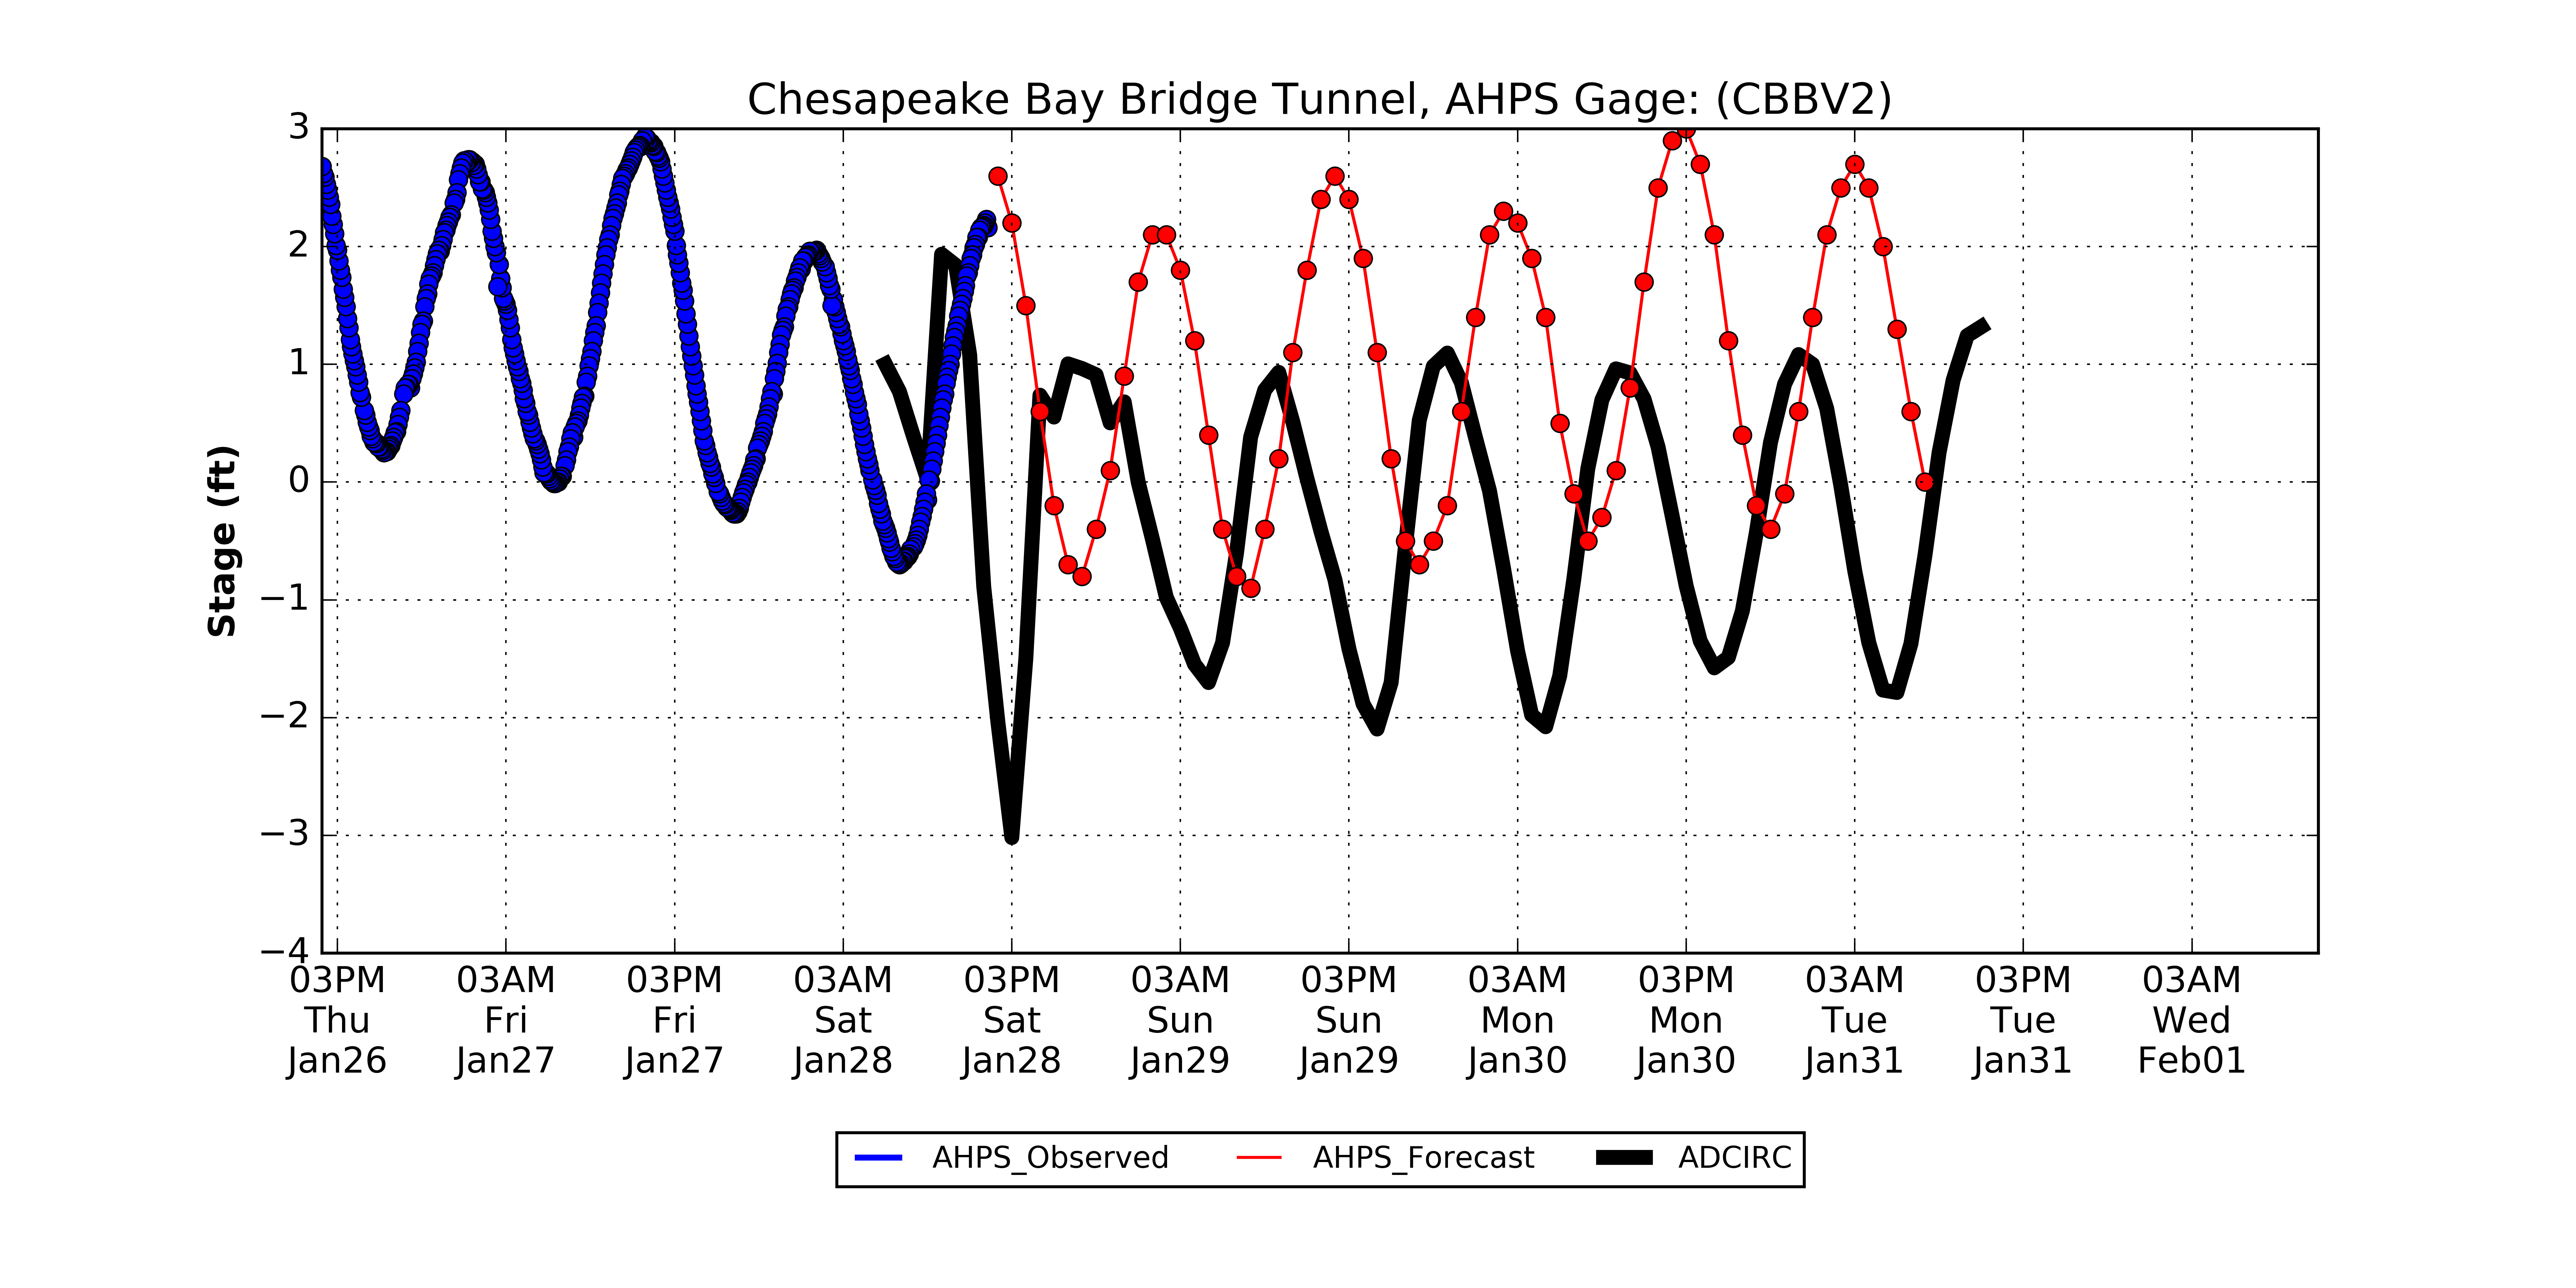 Chesapeake Bay Bridge Tunnel, AHPS Gage: (CBBV2)
Stage (ft)
3
2
1
0
−1
−2
−3
−4
03PM 03AM 03PM 03AM 03PM 03AM 03PM 03AM 03PM 03AM 03PM 03AM
Thu Fri Fri Sat Sat Sun Sun Mon Mon Tue Tue Wed
Jan26 Jan27 Jan27 Jan28 Jan28 Jan29 Jan29 Jan30 Jan30 Jan31 Jan31 Feb01
AHPS_Observed AHPS_Forecast ADCIRC